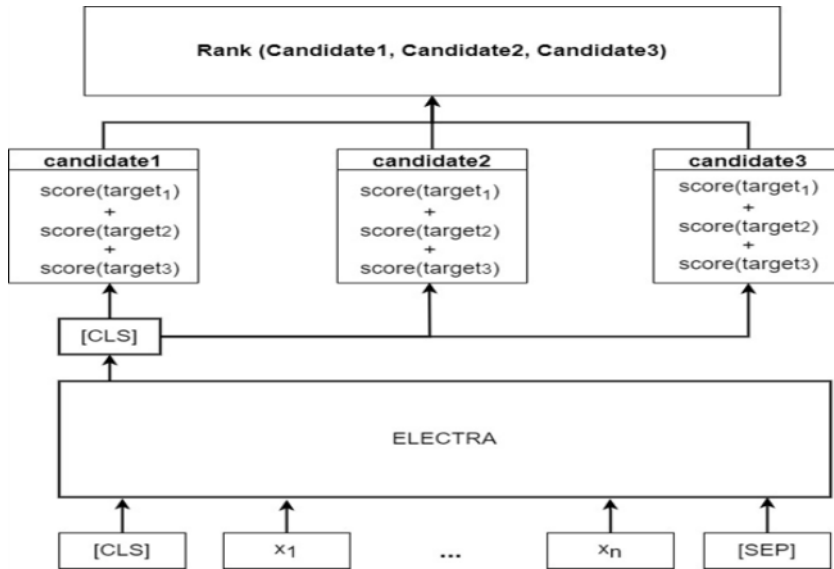 Rank (Candidate1, Candidate2, Candidate3)
candidate1
score(target₁)
+
score(target2)
+
score(target3)
candidate2
score(target₁)
+
score(target2)
+
score(target3)
candidate3
score(target₁)
+
score(target2)
+
score(target3)
[CLS]
ELECTRA
[CLS]
x₁
...
xₙ
[SEP]